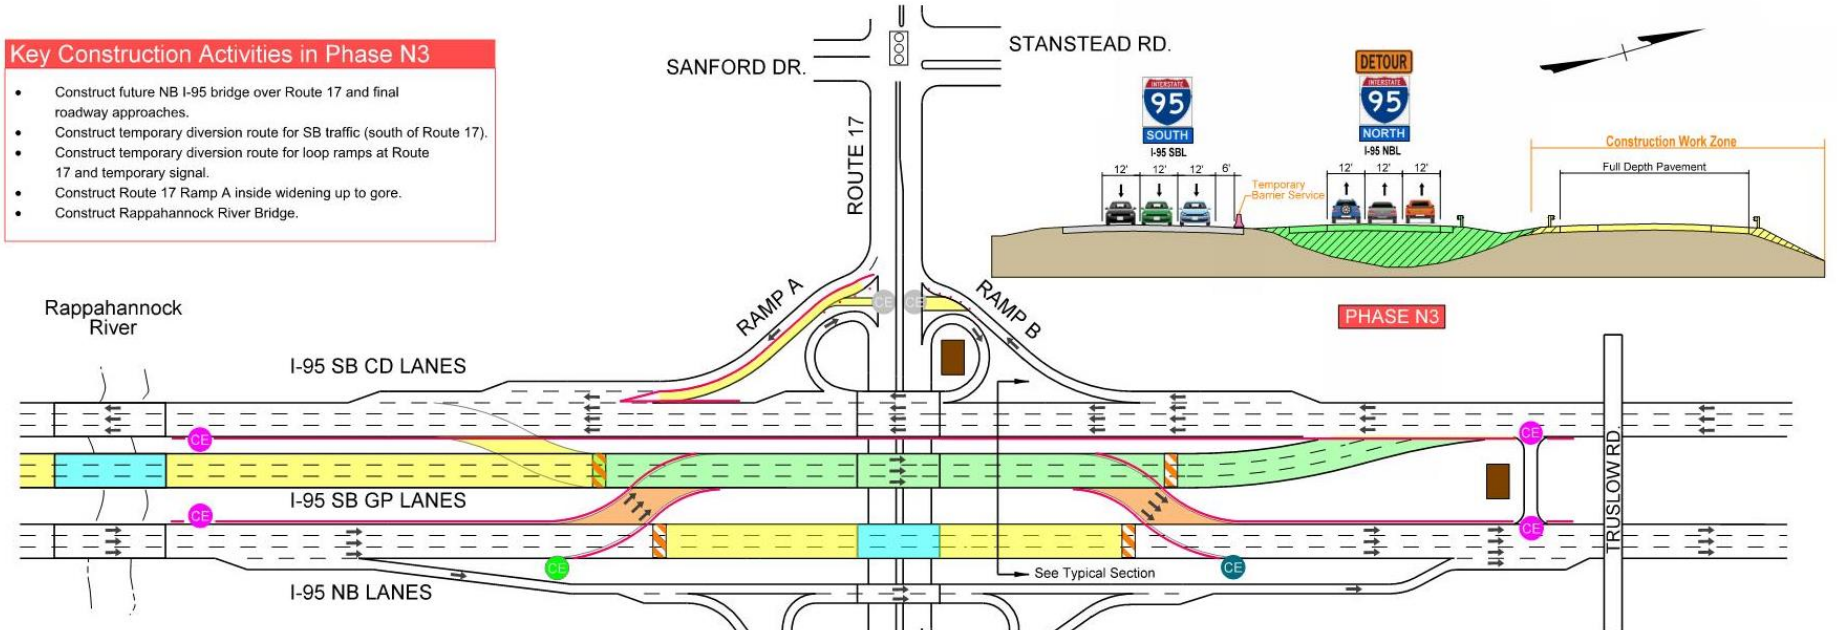 Key Construction Activities in Phase N3
• Construct future NB I-95 bridge over Route 17 and final
roadway approaches.
• Construct temporary diversion route for SB traffic (south of Route 17).
• Construct temporary diversion route for loop ramps at Route
17 and temporary signal.
• Construct Route 17 Ramp A inside widening up to gore.
• Construct Rappahannock River Bridge.
SANFORD DR.
STANSTEAD RD.
ROUTE 17
INTERSTATE
95
SOUTH
I-95 SBL
12' 12' 12' 6'
Temporary
Barrier Service
DETOUR
INTERSTATE
95
NORTH
I-95 NBL
12' 12' 12'
Construction Work Zone
Full Depth Pavement
PHASE N3
Rappahannock
River
RAMP A
RAMP B
CE
CE
I-95 SB CD LANES
CE
CE
I-95 SB GP LANES
CE
CE
TRUSLOW RD.
CE
CE
See Typical Section
I-95 NB LANES